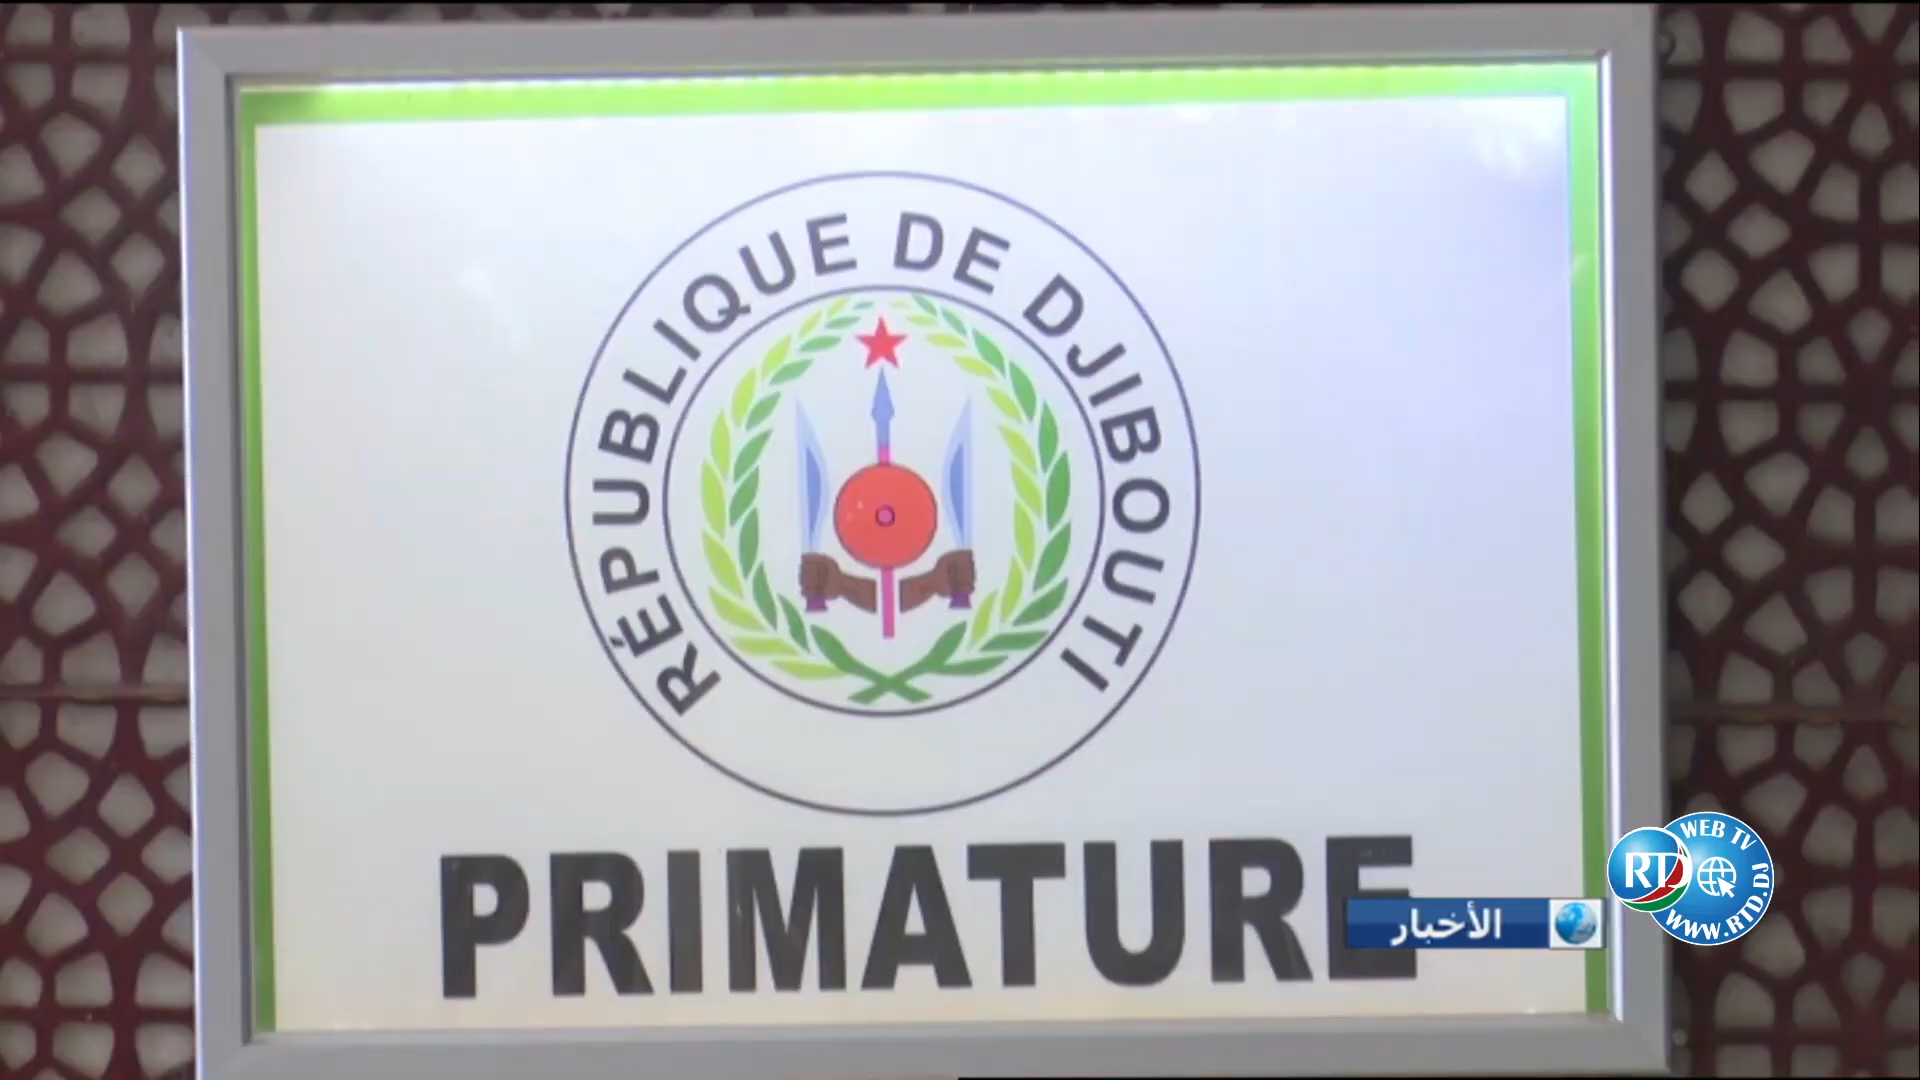 RÉPUBLIQUE DE DJIBOUTI
PRIMATURE
الأخبار
WEB TV
RTD
WWW.RTD.DJ